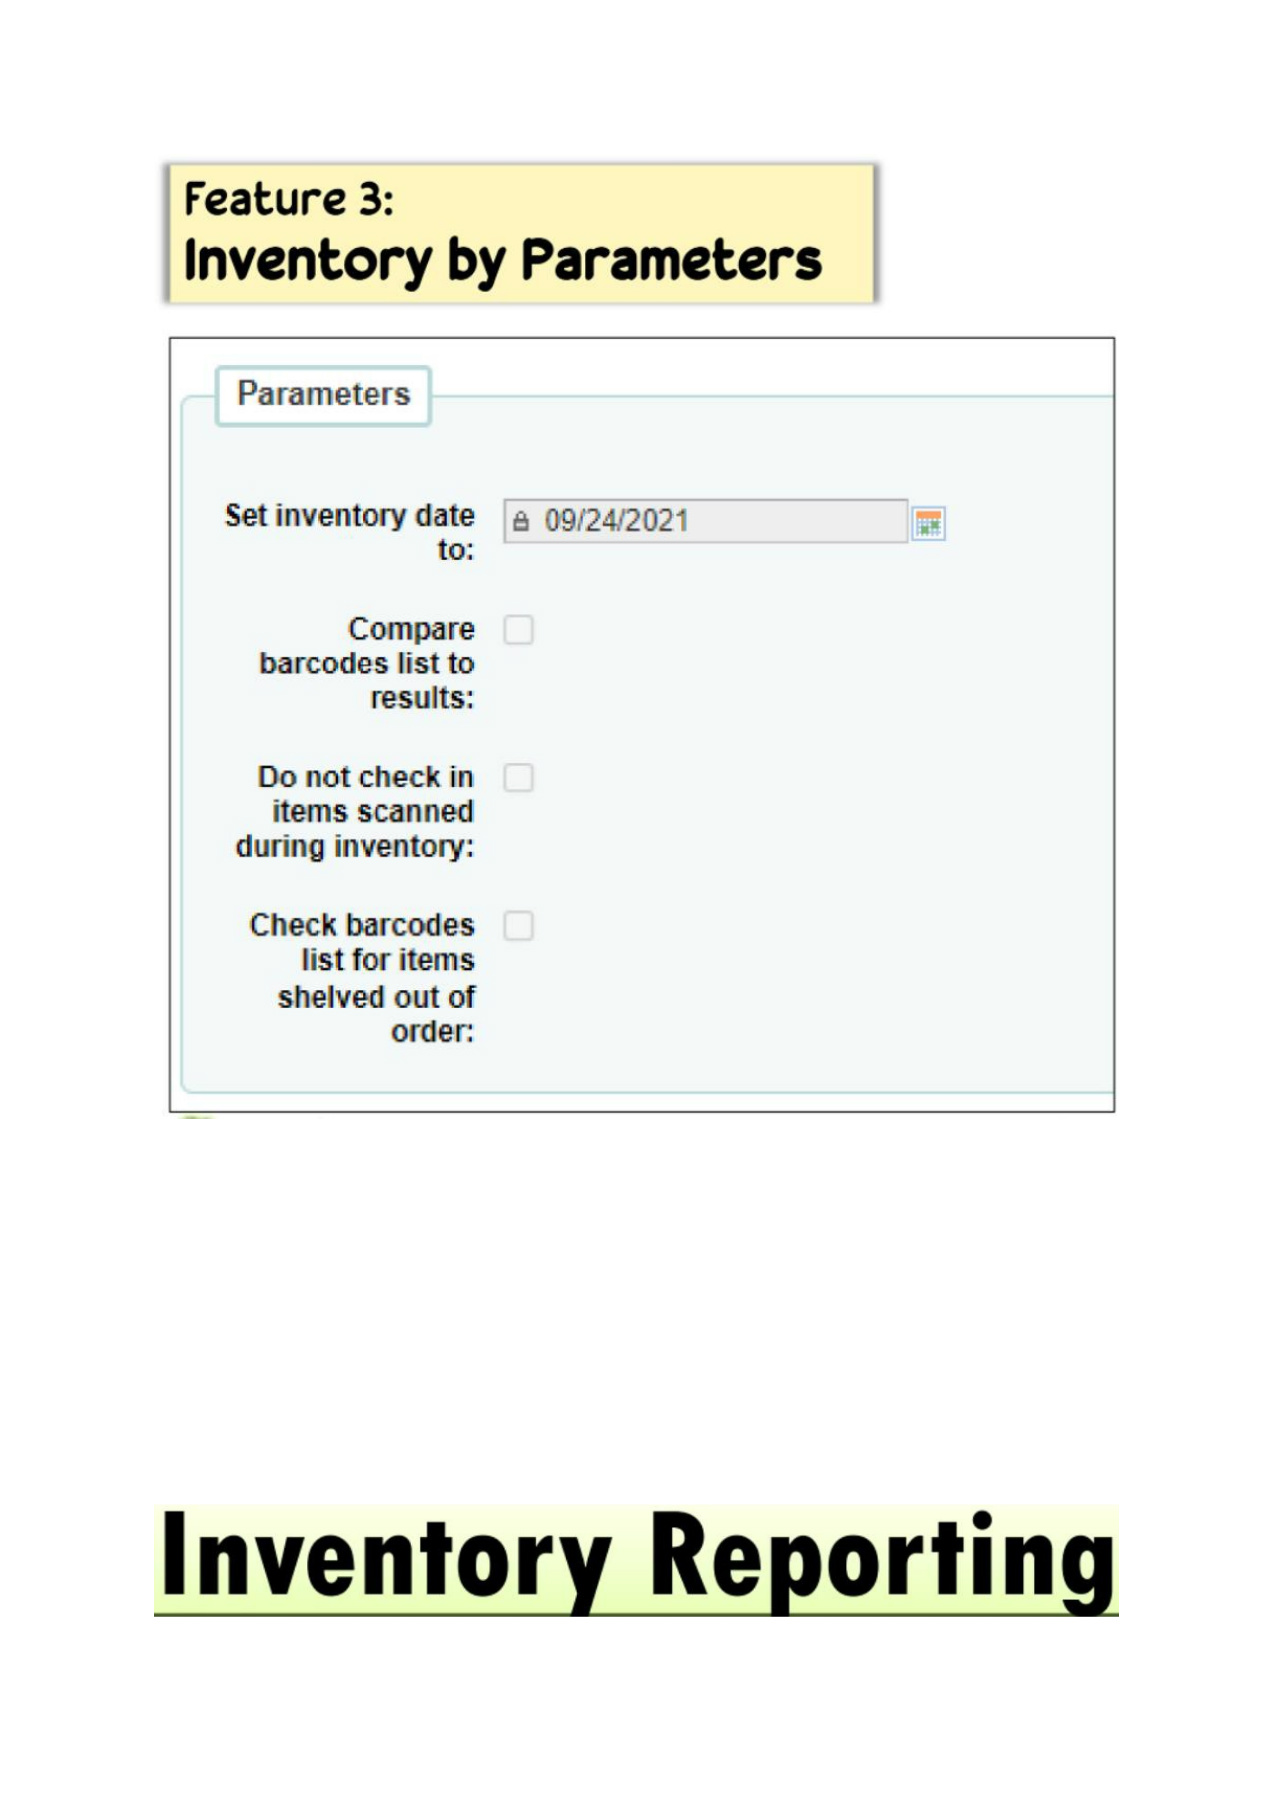 Feature 3:
Inventory by Parameters
Parameters
Set inventory date
to:
09/24/2021
Compare
barcodes list to
results:
Do not check in
items scanned
during inventory:
Check barcodes
list for items
shelved out of
order:
Inventory Reporting